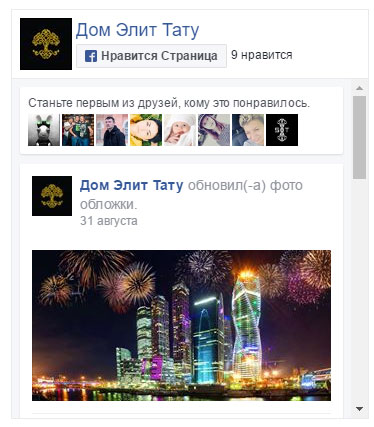 Дом Элит Тату
Нравится Страница 9 нравится
Станьте первым из друзей, кому это понравилось.
Дом Элит Тату обновил(-а) фото
обложки.
31 августа